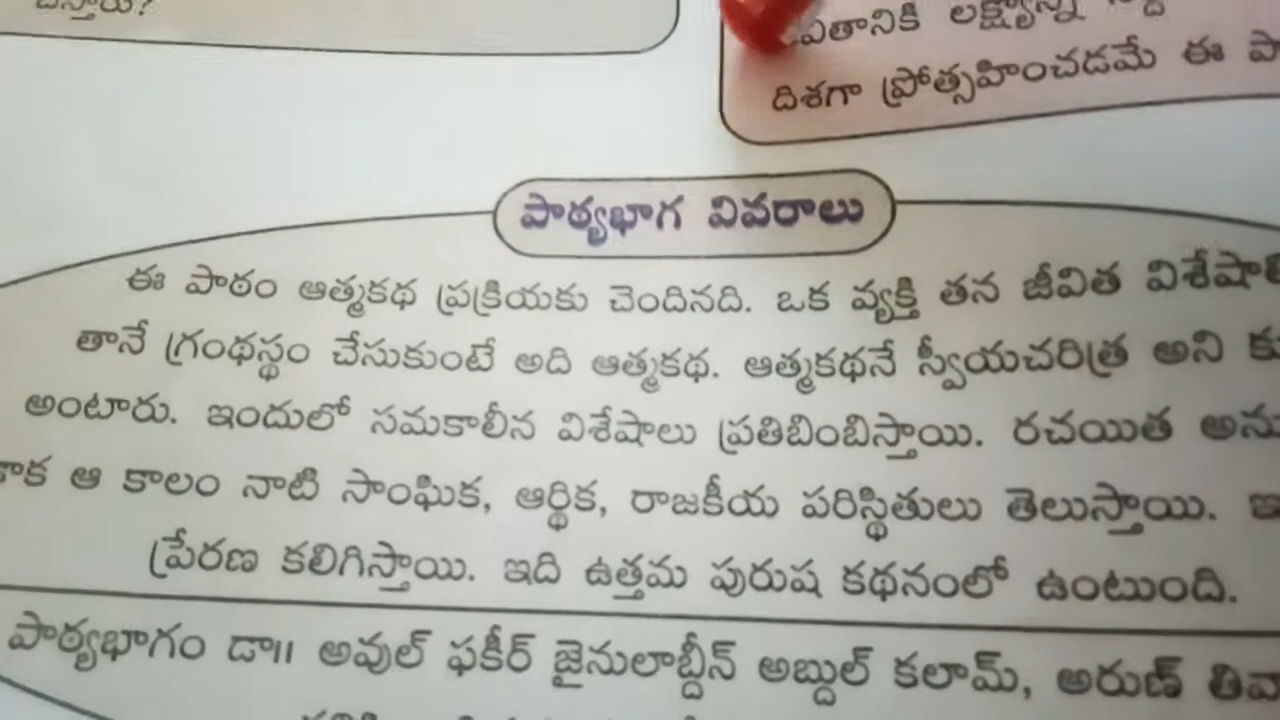 లక్ష్యాన్ని
దిశగా ప్రోత్సహించడమే ఈ
పాఠ్యభాగ వివరాలు
ఈ పాఠం ఆత్మకథ ప్రక్రియకు చెందినది. ఒక వ్యక్తి తన జీవిత
తానే గ్రంథస్థం చేసుకుంటే అది ఆత్మకథ. ఆత్మకథనే స్వీయచరిత్ర అని
అంటారు. ఇందులో సమకాలీన విశేషాలు ప్రతిబింబిస్తాయి. రచయిత
ఆ కాలం నాటి సాంఘిక, ఆర్థిక, రాజకీయ పరిస్థితులు తెలుస్తాయి.
ప్రేరణ కలిగిస్తాయి. ఇది ఉత్తమ పురుష కథనంలో ఉంటుంది.
పాఠ్యభాగం డా॥ అవుల్ ఫకీర్ జైనులాబ్దీన్ అబ్దుల్ కలామ్, అరుణ్